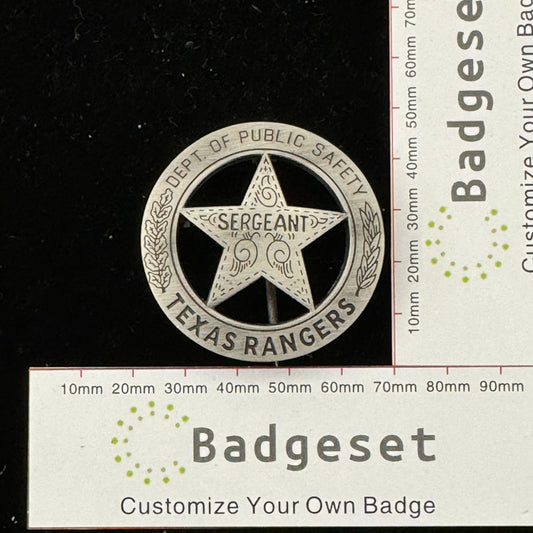 DEPT. OF PUBLIC SAFETY
SERGEANT
TEXAS RANGERS
70mm
60mm
50mm
40mm
30mm
20mm
10mm
Badgeset
Customize Your Own Bad
10mm 20mm 30mm 40mm 50mm 60mm 70mm 80mm 90mm
Badgeset
Customize Your Own Badge